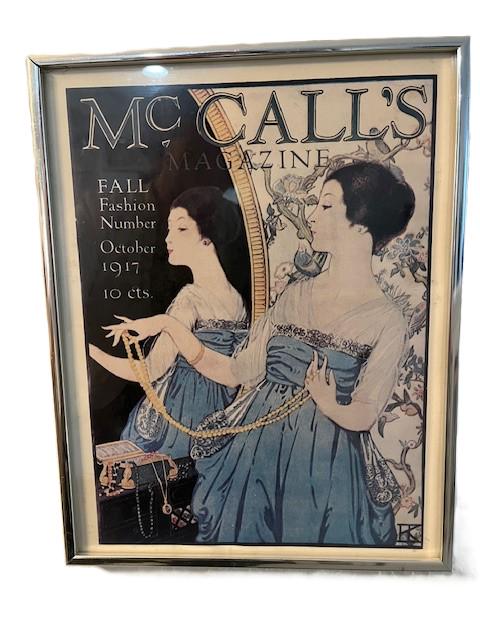 McCALL'S
MAGAZINE
FALL
Fashion
Number
October
1917
10 cts.